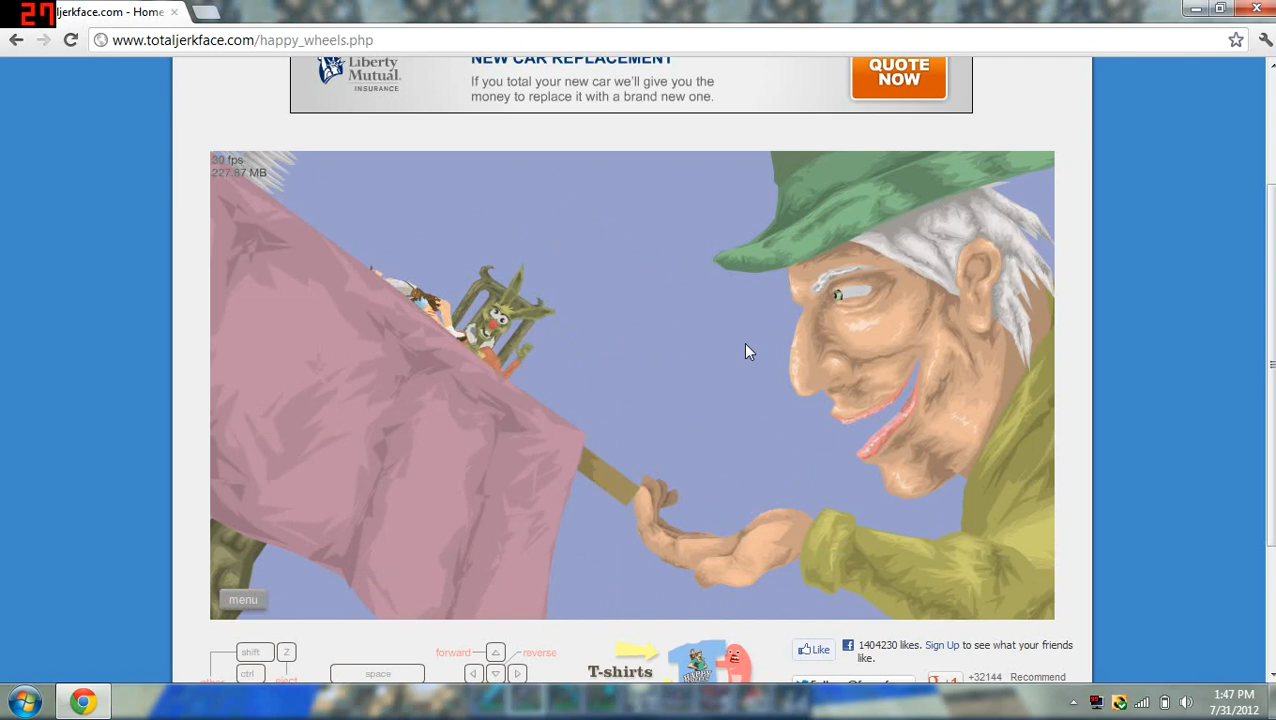 27
ljerkface.com - Home
www.totaljerkface.com/happy_wheels.php
Liberty
Mutual
INSURANCE
NEW CAR REPLACEMENT
If you total your new car we'll give you the
money to replace it with a brand new one.
QUOTE
NOW
30 fps
227.87 MB
menu
shift
Z
ctrl
eject
space
forward
reverse
T-shirts
HAPPY
Like
1404230 likes. Sign Up to see what your friends
like.
+32144
Recommend
1:47 PM
7/31/2012